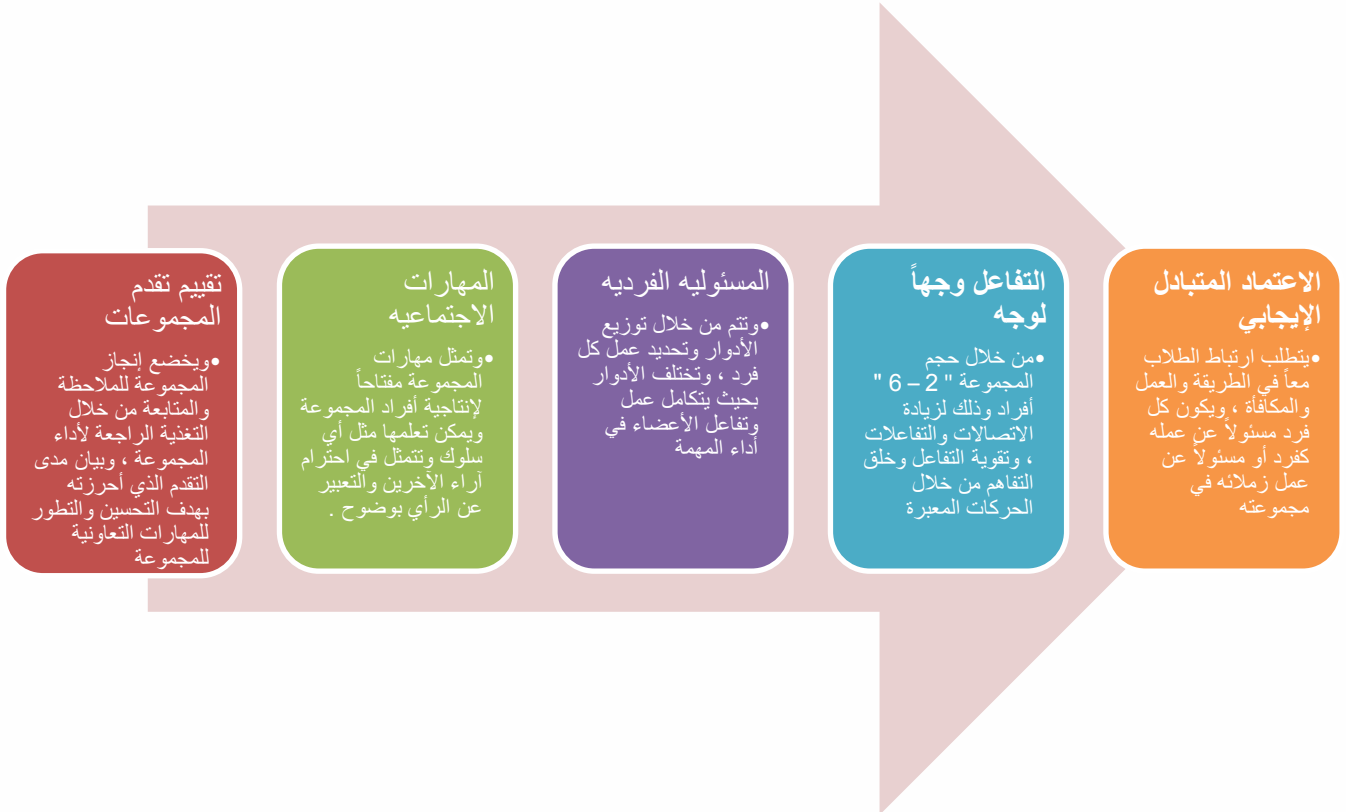 الاعتماد المتبادل
الإيجابي
•يتطلب ارتباط الطلاب
معاً في الطريقة والعمل
والمكافأة ، ويكون كل
فرد مسئولاً عن عمله
كفرد أو مسئولاً عن
عمل زملائه في
مجموعته
التفاعل وجهاً
لوجه
•من خلال حجم
المجموعة " 2 – 6 "
أفراد وذلك لزيادة
الاتصالات والتفاعلات
، وتقوية التفاعل وخلق
التفاهم من خلال
الحركات المعبرة
المسئوليه الفرديه
•وتتم من خلال توزيع
الأدوار وتحديد عمل كل
فرد ، وتختلف الأدوار
بحيث يتكامل عمل
وتفاعل الأعضاء في
أداء المهمة
المهارات
الاجتماعيه
•وتمثل مهارات
المجموعة مفتاحاً
لإنتاجية أفراد المجموعة
ويمكن تعلمها مثل أي
سلوك وتتمثل في احترام
آراء الآخرين والتعبير
عن الرأي بوضوح .
تقييم تقدم
المجموعات
•ويخضع إنجاز
المجموعة للملاحظة
والمتابعة من خلال
التغذية الراجعة لأداء
المجموعة ، وبيان مدى
التقدم الذي أحرزته
بهدف التحسين والتطور
للمهارات التعاونية
للمجموعة